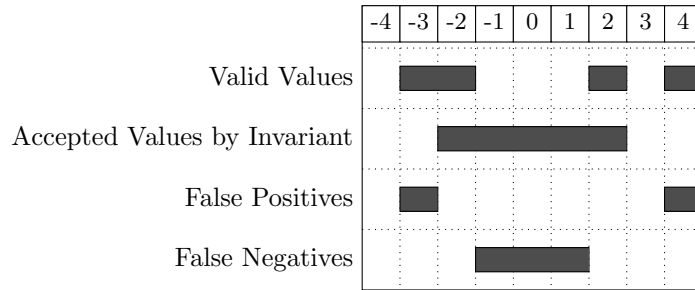 -4 -3 -2 -1 0 1 2 3 4
Valid Values
Accepted Values by Invariant
False Positives
False Negatives